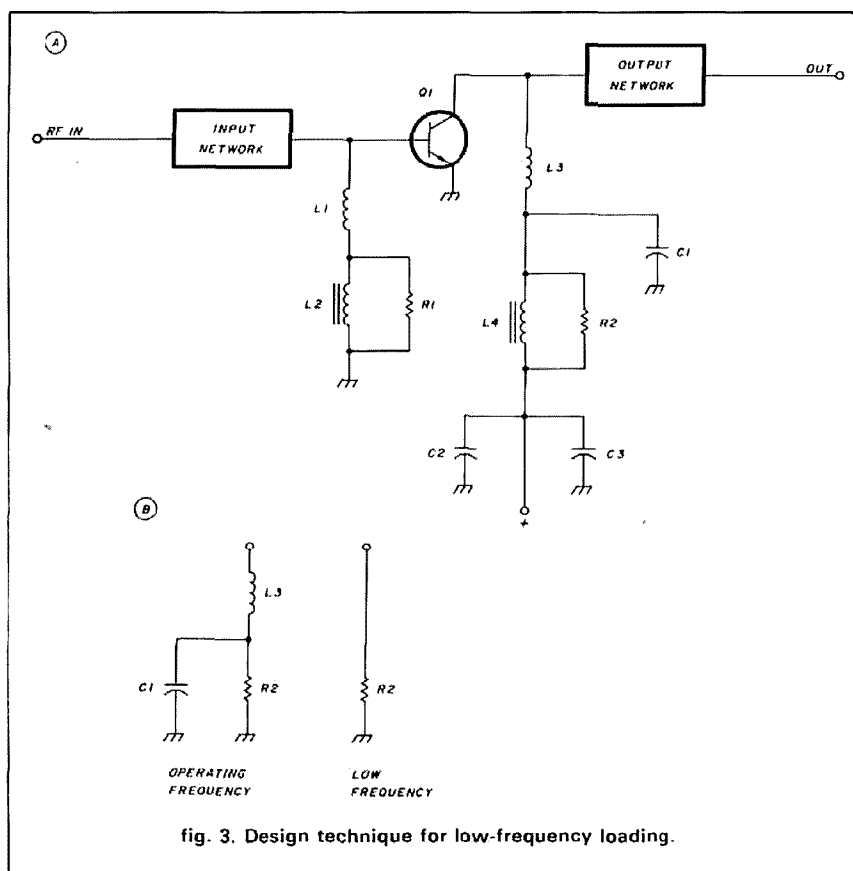 A
Q1
OUTPUT
NETWORK
OUT
RF IN
INPUT
NETWORK
L1
L3
C1
L2
R1
L4
R2
C2
C3
+
B
L3
C1
R2
R2
OPERATING
FREQUENCY
LOW
FREQUENCY
fig. 3. Design technique for low-frequency loading.